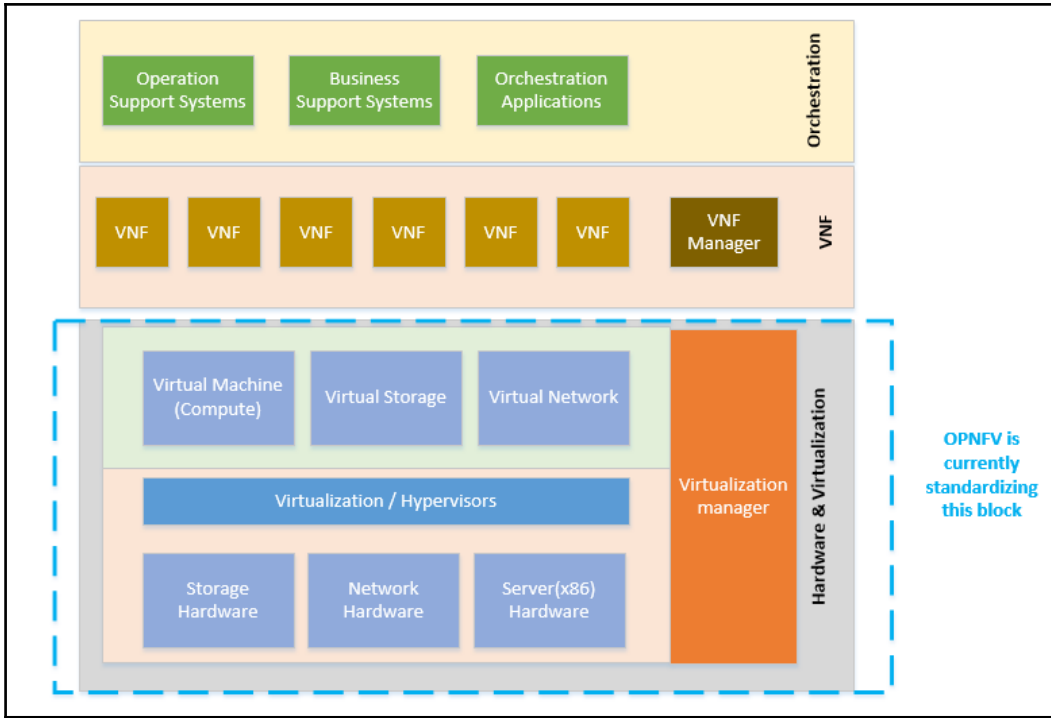 Operation
Support Systems
Business
Support Systems
Orchestration
Applications
Orchestration
VNF
VNF
VNF
VNF
VNF
VNF
VNF
Manager
VNF
Virtual Machine
(Compute)
Virtual Storage
Virtual Network
Virtualization / Hypervisors
Storage
Hardware
Network
Hardware
Server(x86)
Hardware
Virtualization
manager
Hardware & Virtualization
OPNFV is
currently
standardizing
this block